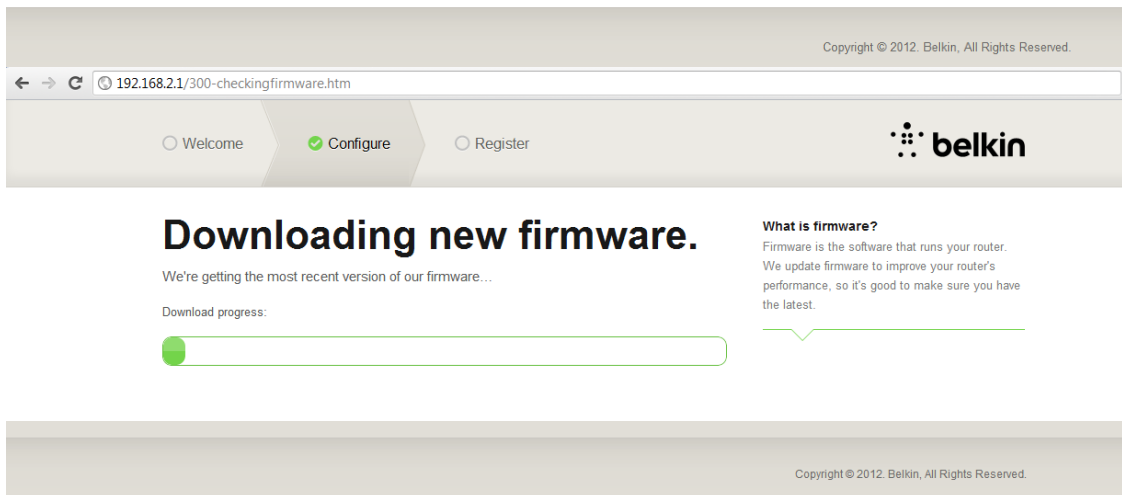 Copyright © 2012. Belkin, All Rights Reserved.
192.168.2.1/300-checkingfirmware.htm
Welcome
Configure
Register
belkin
Downloading new firmware.
We're getting the most recent version of our firmware...
Download progress:
What is firmware?
Firmware is the software that runs your router.
We update firmware to improve your router's
performance, so it's good to make sure you have
the latest.
Copyright © 2012. Belkin, All Rights Reserved.